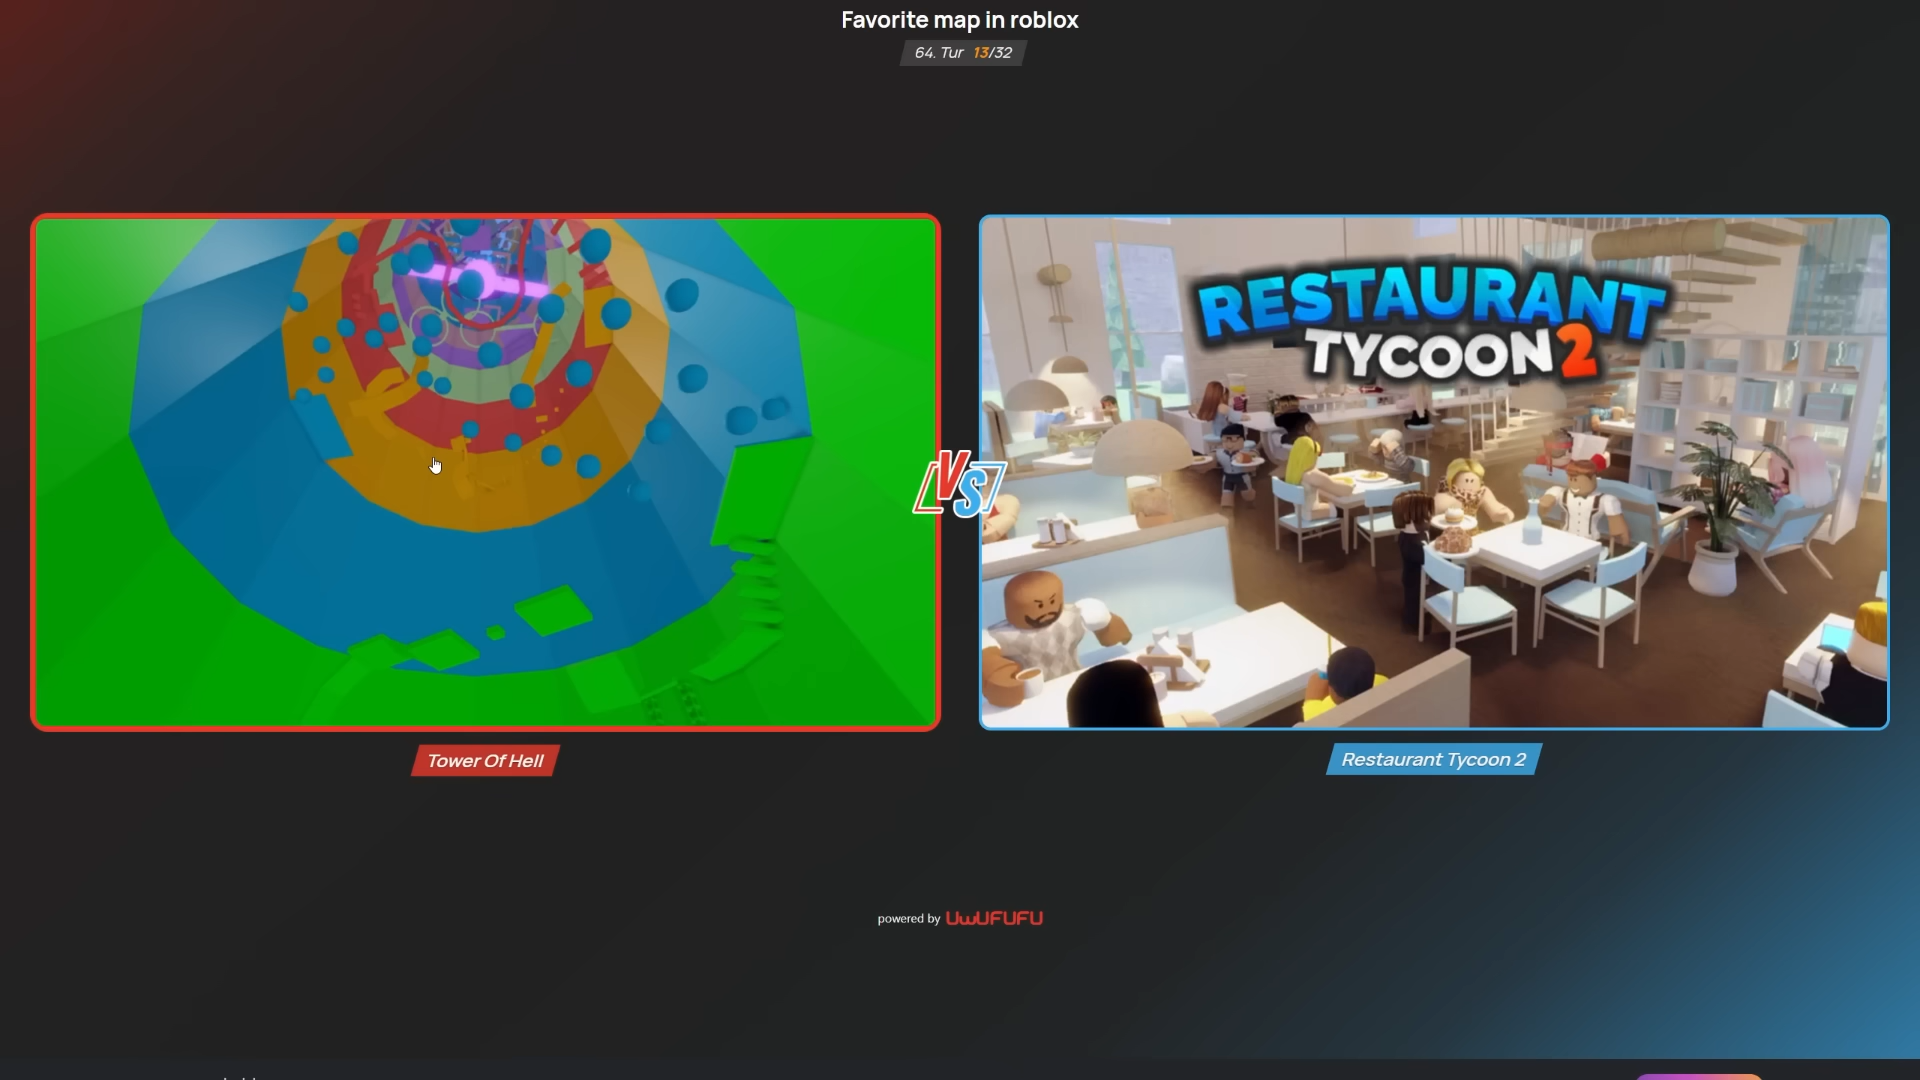 Favorite map in roblox
64. Tur 13/32
RESTAURANT
TYCOON 2
VS
Tower Of Hell
Restaurant Tycoon 2
powered by UwUFUFU